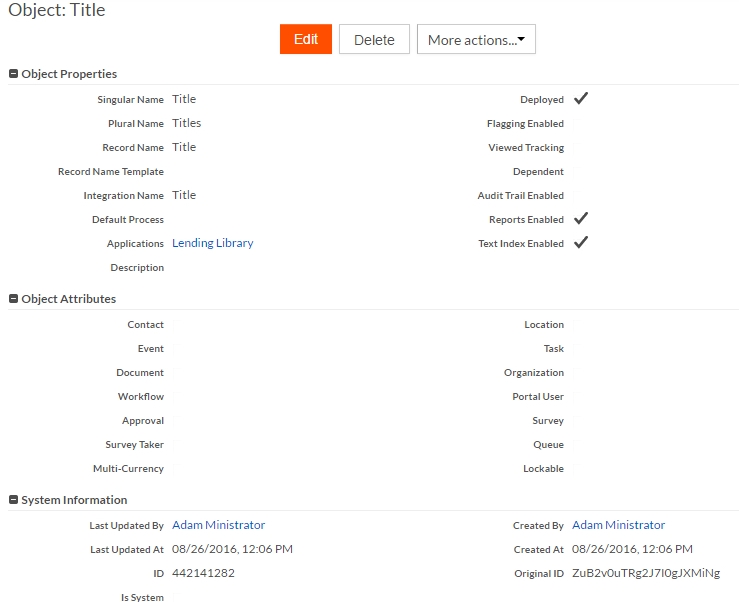 Object: Title
Edit Delete More actions...
Object Properties
Singular Name Title Deployed
Plural Name Titles Flagging Enabled
Record Name Title Viewed Tracking
Record Name Template Dependent
Integration Name Title Audit Trail Enabled
Default Process Reports Enabled
Applications Lending Library Text Index Enabled
Description
Object Attributes
Contact Location
Event Task
Document Organization
Workflow Portal User
Approval Survey
Survey Taker Queue
Multi-Currency Lockable
System Information
Last Updated By Adam Ministrator Created By Adam Ministrator
Last Updated At 08/26/2016, 12:06 PM Created At 08/26/2016, 12:06 PM
ID 442141282 Original ID ZuB2v0uTRg2J7I0gJXMiNg
Is System